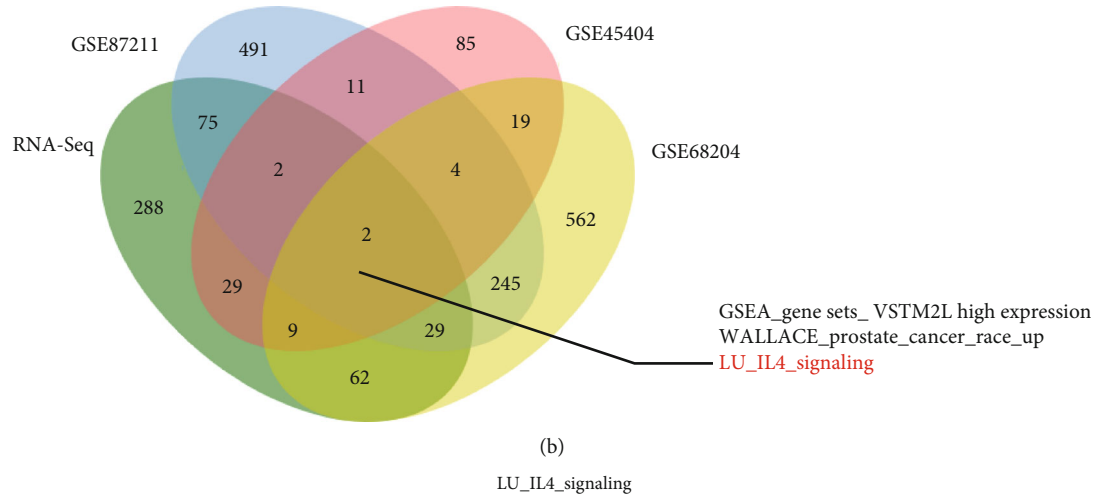 GSE87211
491
85
GSE45404
11
75
19
RNA-Seq
2
4
GSE68204
288
2
562
29
245
9
29
62
GSEA_gene sets_ VSTM2L high expression
WALLACE_prostate_cancer_race_up
LU_IL4_signaling
(b)
LU_IL4_signaling